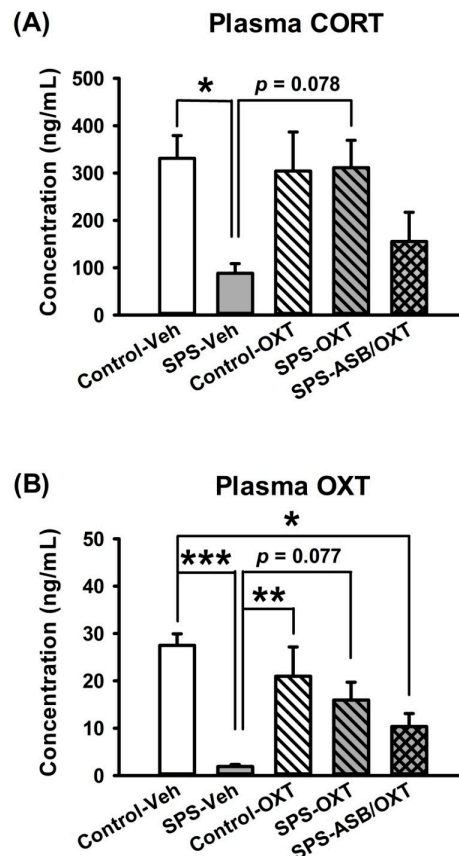 (A)
Plasma CORT
Concentration (ng/mL)
500
400
300
200
100
0
*
p = 0.078
Control-Veh
SPS-Veh
Control-OXT
SPS-OXT
SPS-ASB/OXT
(B)
Plasma OXT
Concentration (ng/mL)
50
40
30
20
10
0
*
***
p = 0.077
**
Control-Veh
SPS-Veh
Control-OXT
SPS-OXT
SPS-ASB/OXT